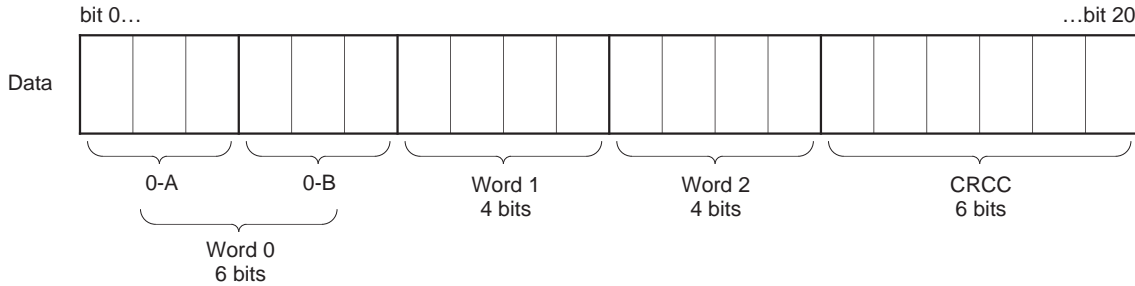 bit 0… …bit 20
Data
0-A 0-B Word 1 Word 2 CRCC
4 bits 4 bits 6 bits
Word 0
6 bits